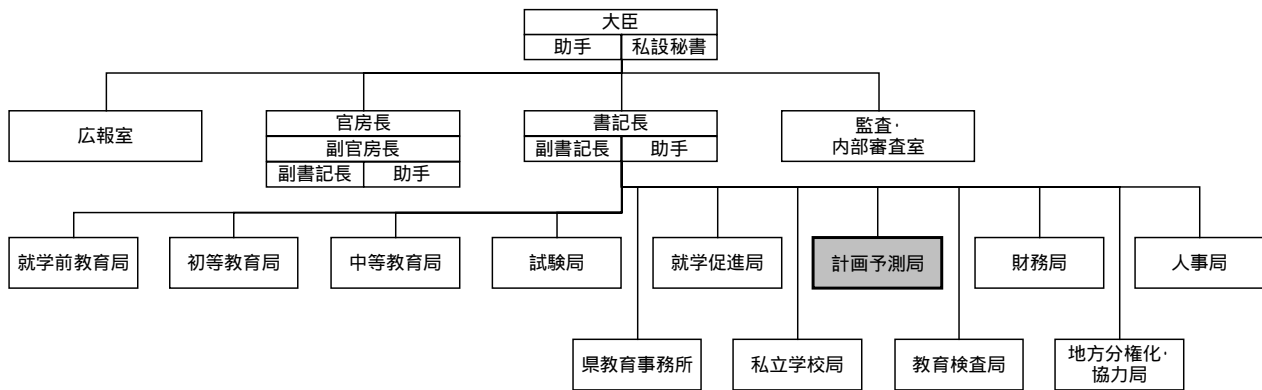 大臣
助手
私設秘書
広報室
官房長
副官房長
副書記長
助手
書記長
副書記長
助手
監査･
内部審査室
就学前教育局
初等教育局
中等教育局
試験局
就学促進局
計画予測局
財務局
人事局
県教育事務所
私立学校局
教育検査局
地方分権化･
協力局